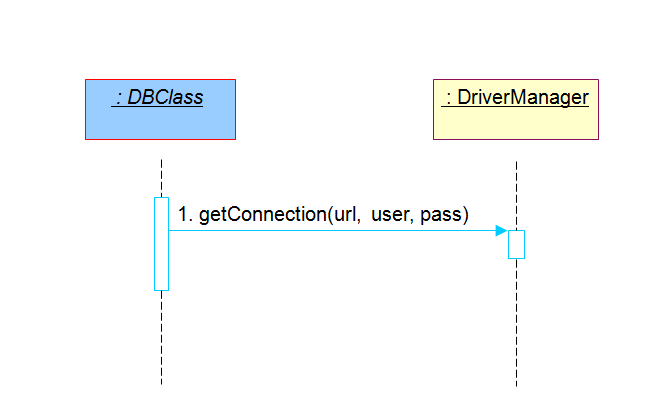 : DBClass
: DriverManager
1. getConnection(url, user, pass)